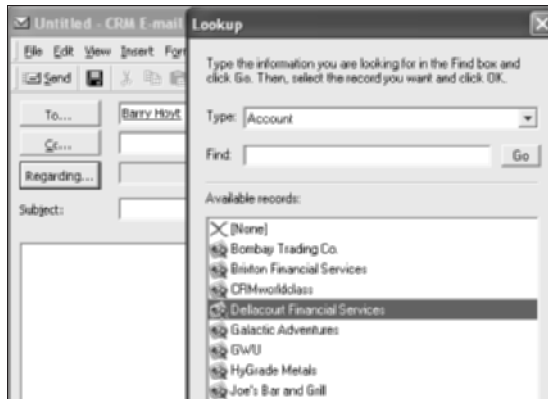 Untitled - CRM E-mail
File Edit View Insert For
Send
To...
Barry Hoyt
Cc...
Regarding...
Subject:
Lookup
Type the information you are looking for in the Find box and
click Go. Then, select the record you want and click OK.
Type: Account
Find:
Go
Available records:
[None]
Bombay Trading Co.
Brixton Financial Services
CRMworldclass
Dellacourt Financial Services
Galactic Adventures
GWU
HyGrade Metals
Joe's Bar and Grill